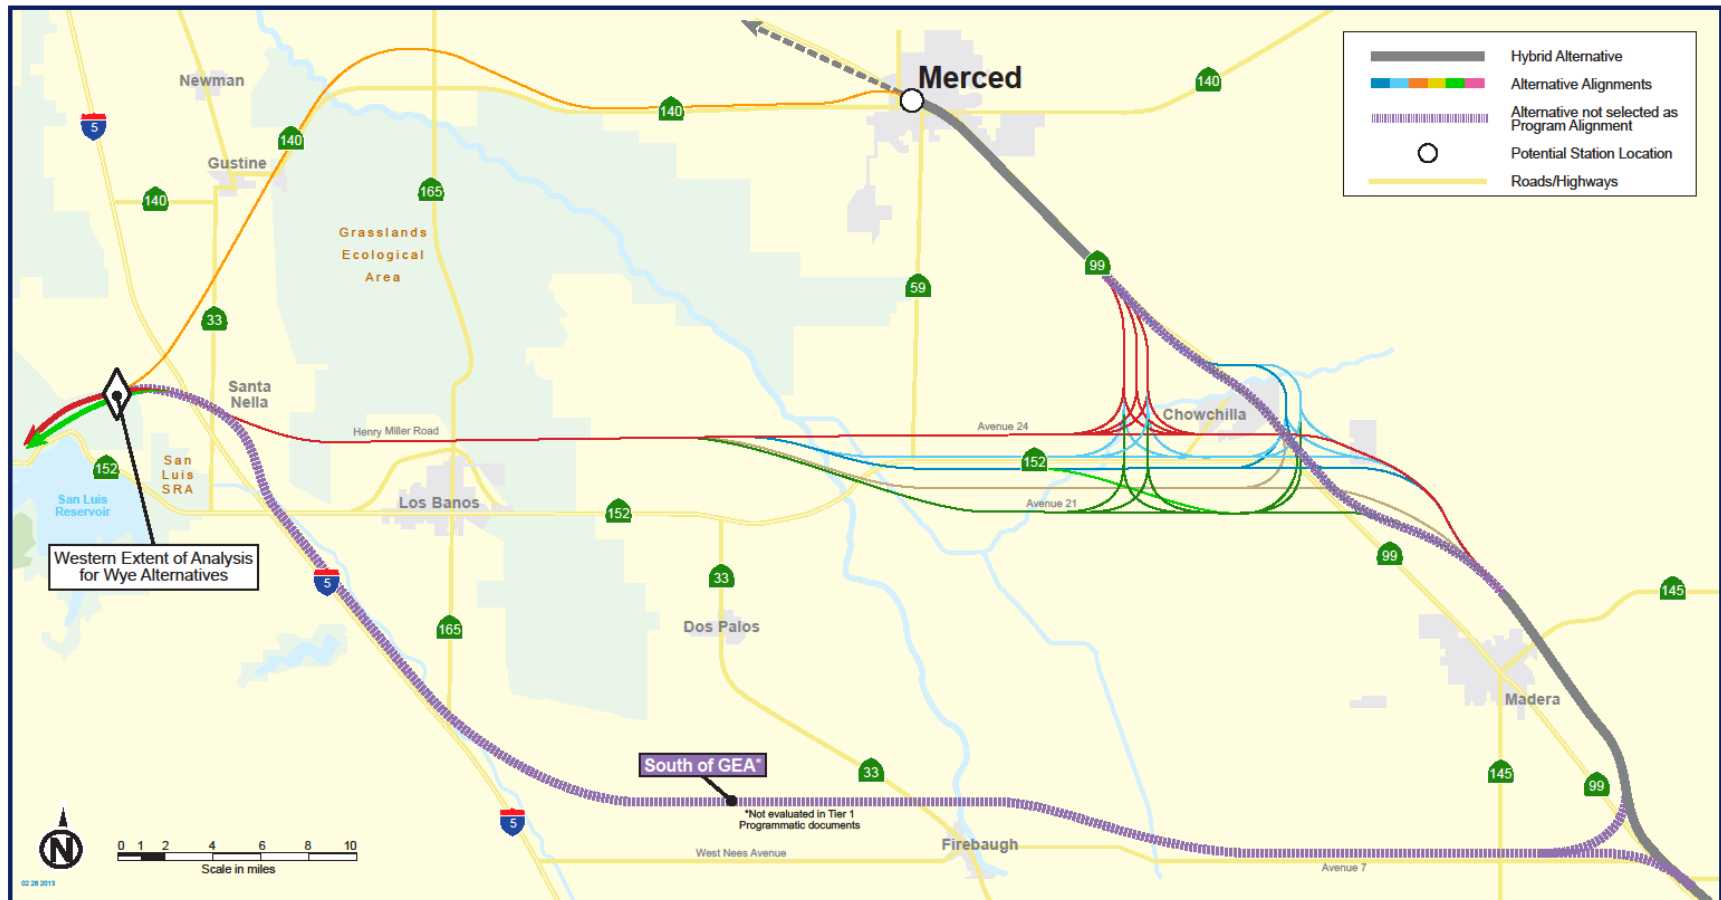 Merced
Newman
Gustine
Grasslands
Ecological
Area
5
140
140
140
140
165
33
59
99
Hybrid Alternative
Alternative Alignments
Alternative not selected as
Program Alignment
Potential Station Location
Roads/Highways
Santa
Nella
Henry Miller Road
Avenue 24
Chowchilla
152
San
Luis
SRA
152
San Luis
Reservoir
Los Banos
152
Avenue 21
Western Extent of Analysis
for Wye Alternatives
5
33
99
145
165
Dos Palos
Madera
South of GEA*
*Not evaluated in Tier 1
Programmatic documents
33
145
99
5
Firebaugh
West Nees Avenue
Avenue 7
N
0 1 2 4 6 8 10
Scale in miles
02 28 2013